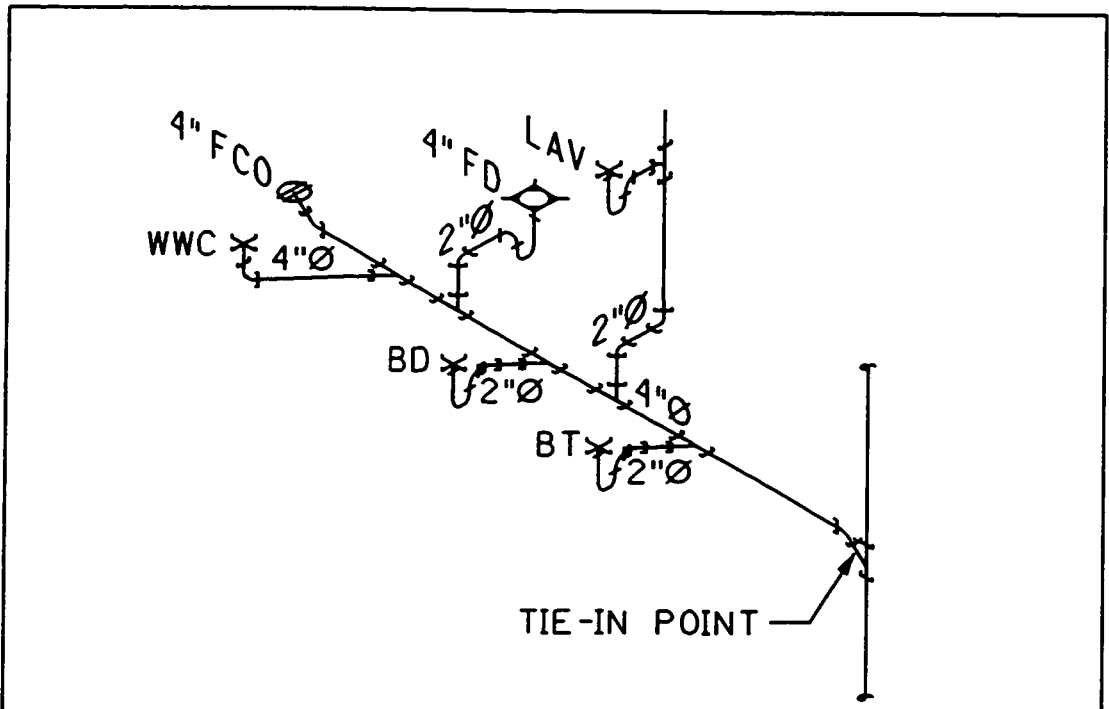 4" FCO
4" FD
LAV
WWC
4"Ø
2"Ø
2"Ø
BD
2"Ø
4"Ø
BT
2"Ø
TIE-IN POINT